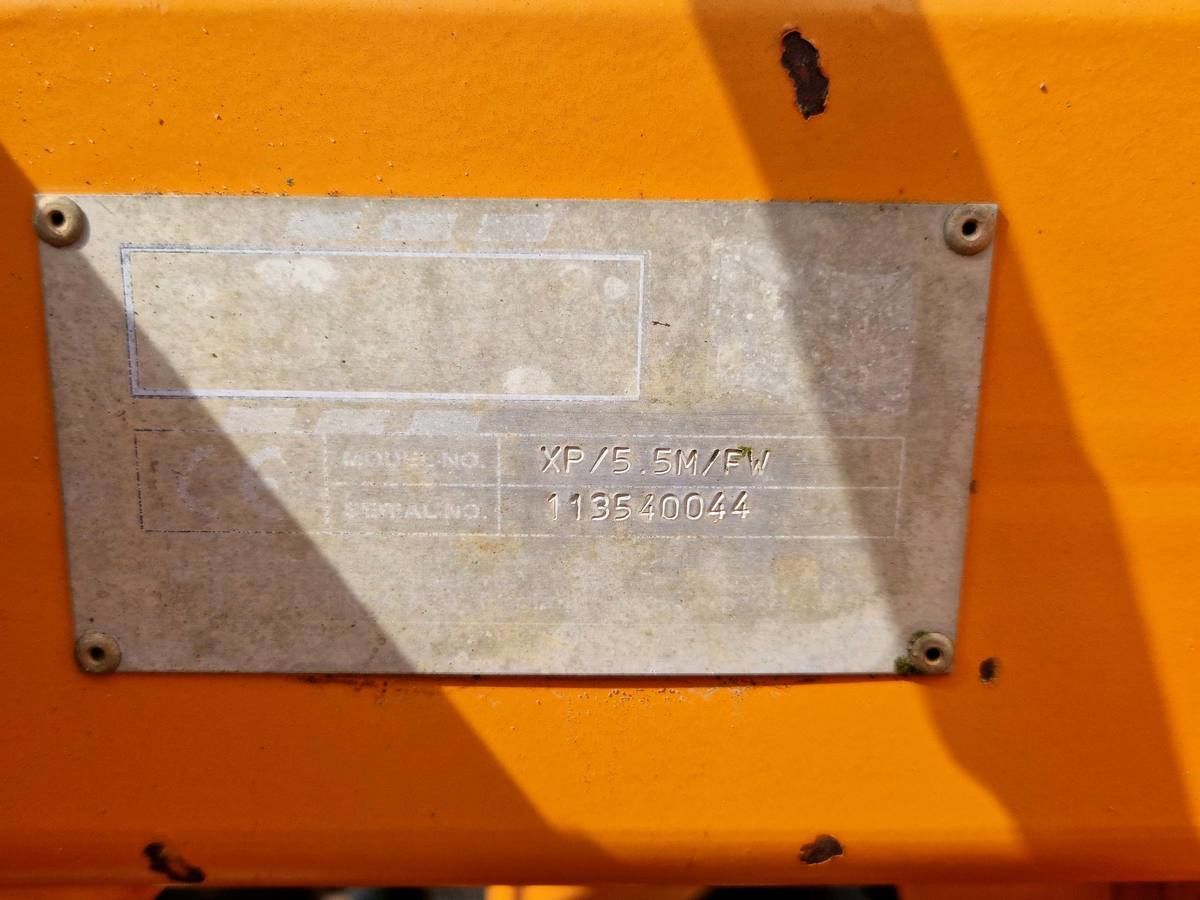 MODEL NO. XP/5.5M/FW
SERIAL NO. 113540044